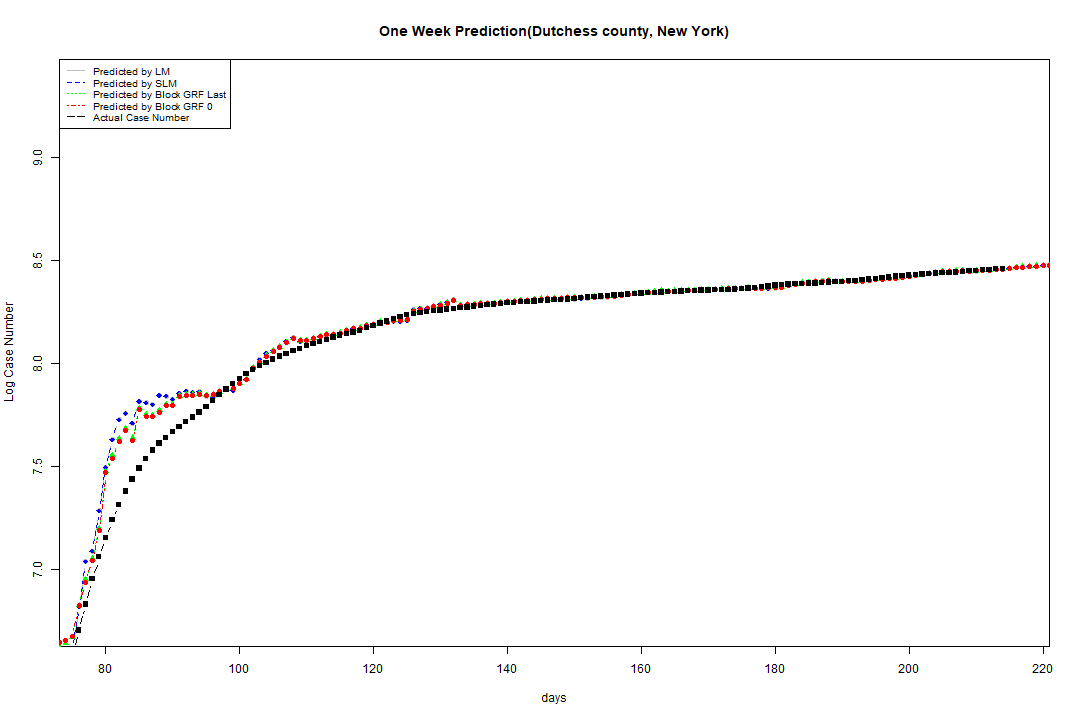 One Week Prediction(Dutchess county, New York)
Predicted by LM
Predicted by SLM
Predicted by Block GRF Last
Predicted by Block GRF 0
Actual Case Number
9.0
8.5
8.0
7.5
7.0
Log Case Number
80 100 120 140 160 180 200 220
days